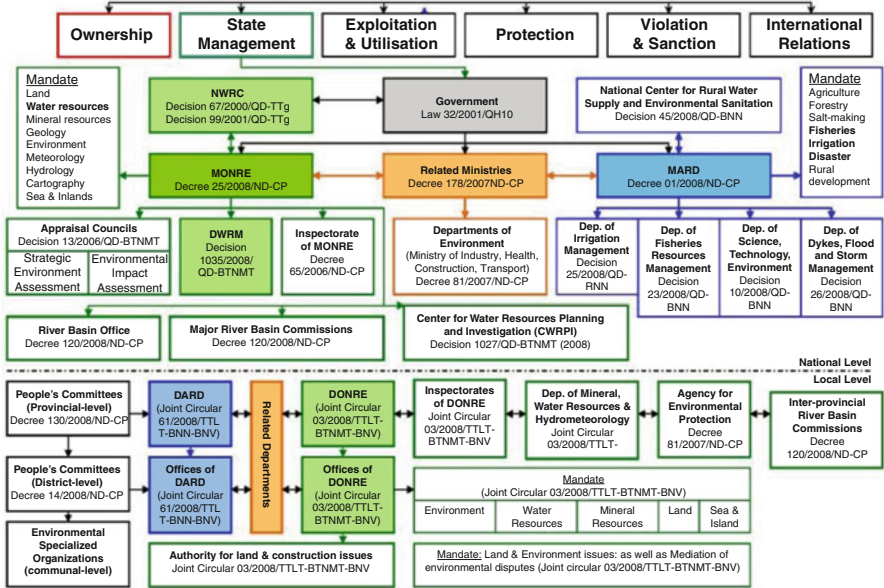 Ownership
State
Management
Exploitation
& Utilisation
Protection
Violation
& Sanction
International
Relations
Mandate
Land
Water resources
Mineral resources
Geology
Environment
Meteorology
Hydrology
Cartography
Sea & Inlands
NWRC
Decision 67/2000/QD-TTg
Decision 99/2001/QD-TTg
Government
Law 32/2001/QH10
National Center for Rural Water
Supply and Environmental Sanitation
Decision 45/2008/QD-BNN
Mandate
Agriculture
Forestry
Salt-making
Fisheries
Irrigation
Disaster
Rural
development
MONRE
Decree 25/2008/ND-CP
Related Ministries
Decree 178/2007ND-CP
MARD
Decree 01/2008/ND-CP
Appraisal Councils
Decision 13/2006/QD-BTNMT
Strategic
Environment
Assessment
Environmental
Impact
Assessment
DWRM
Decision
1035/2008/
QD-BTNMT
Inspectorate
of MONRE
Decree
65/2006/ND-CP
Departments of
Environment
(Ministry of Industry, Health,
Construction, Transport)
Decree 81/2007/ND-CP
Dep. of
Irrigation
Management
Decision
25/2008/QD-
RNN
Dep. of
Fisheries
Resources
Management
Decision
23/2008/QD-
BNN
Dep. of
Science,
Technology,
Environment
Decision
10/2008/QD-
BNN
Dep. of
Dykes, Flood
and Storm
Management
Decision
26/2008/QD-
BNN
River Basin Office
Decree 120/2008/ND-CP
Major River Basin Commissions
Decree 120/2008/ND-CP
Center for Water Resources Planning
and Investigation (CWRPI)
Decision 1027/QD-BTNMT (2008)
National Level
Local Level
People's Committees
(Provincial-level)
Decree 130/2008/ND-CP
DARD
(Joint Circular
61/2008/TTL
T-BNN-BNV)
Related Departments
DONRE
(Joint Circular
03/2008/TTLT-
BTNMT-BNV)
Inspectorates
of DONRE
Joint Circular
03/2008/TTLT-
BTNMT-BNV
Dep. of Mineral,
Water Resources &
Hydrometeorology
Joint Circular
03/2008/TTLT-
Agency for
Environmental
Protection
Decree
81/2007/ND-CP
Inter-provincial
River Basin
Commissions
Decree
120/2008/ND-CP
People's Committees
(District-level)
Decree 14/2008/ND-CP
Offices of
DARD
(Joint Circular
61/2008/TTL
T-BNN-BNV)
Offices of
DONRE
(Joint Circular
03/2008/TTLT-
BTNMT-BNV)
Mandate
(Joint Circular 03/2008/TTLT-BTNMT-BNV)
Environment
Water
Resources
Mineral
Resources
Land
Sea &
Island
Environmental
Specialized
Organizations
(communal-level)
Authority for land & construction issues
Joint Circular 03/2008/TTLT-BTNMT-BNV
Mandate: Land & Environment issues: as well as Mediation of
environmental disputes (Joint circular 03/2008/TTLT-BTNMT-BNV)